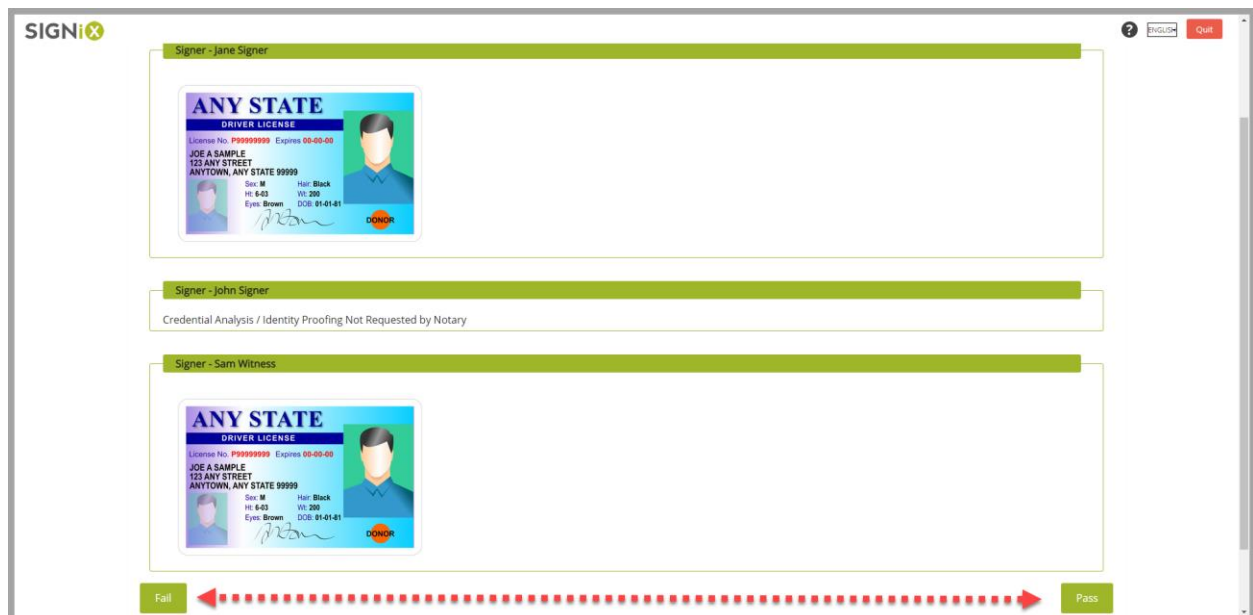 SIGNiX
? ENGLISH Quit
Signer - Jane Signer
ANY STATE
DRIVER LICENSE
License No. P99999999 Expires 00-00-00
JOE A SAMPLE
123 ANY STREET
ANYTOWN, ANY STATE 99999
Sex: M Hair: Black
Ht: 6-03 Wt: 200
Eyes: Brown DOB: 01-01-81
DONOR
Signer - John Signer
Credential Analysis / Identity Proofing Not Requested by Notary
Signer - Sam Witness
ANY STATE
DRIVER LICENSE
License No. P99999999 Expires 00-00-00
JOE A SAMPLE
123 ANY STREET
ANYTOWN, ANY STATE 99999
Sex: M Hair: Black
Ht: 6-03 Wt: 200
Eyes: Brown DOB: 01-01-81
DONOR
Fail Pass